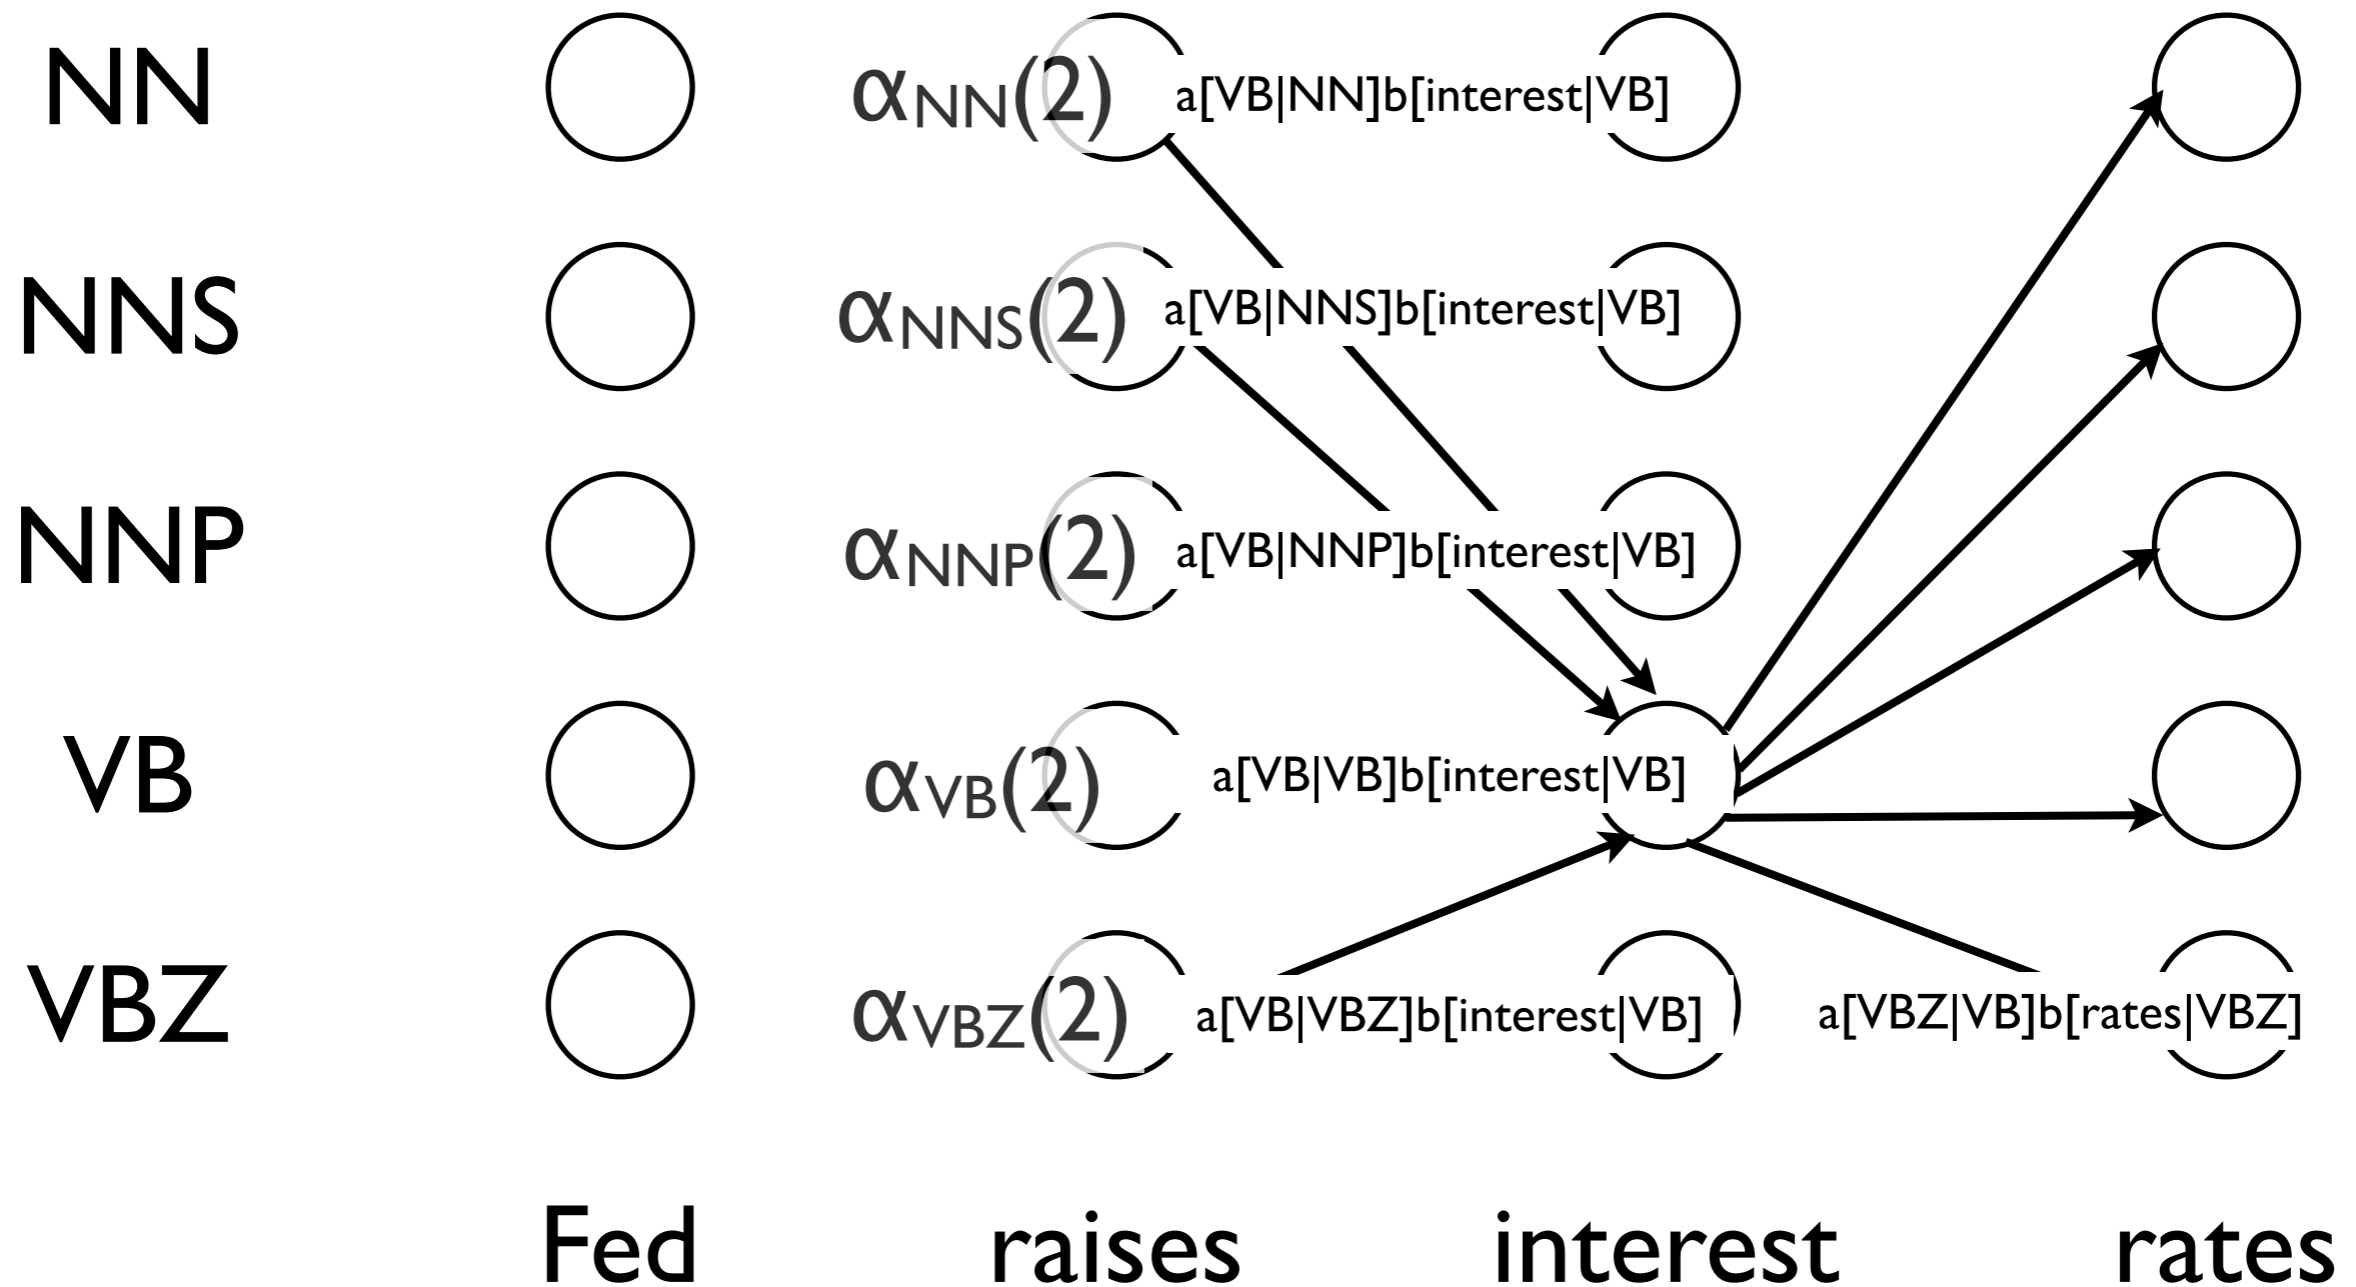 NN αNN(2) a[VB|NN]b[interest|VB]
NNS αNNS(2) a[VB|NNS]b[interest|VB]
NNP αNNP(2) a[VB|NNP]b[interest|VB]
VB αVB(2) a[VB|VB]b[interest|VB]
VBZ αVBZ(2) a[VB|VBZ]b[interest|VB] a[VBZ|VB]b[rates|VBZ]
Fed raises interest rates